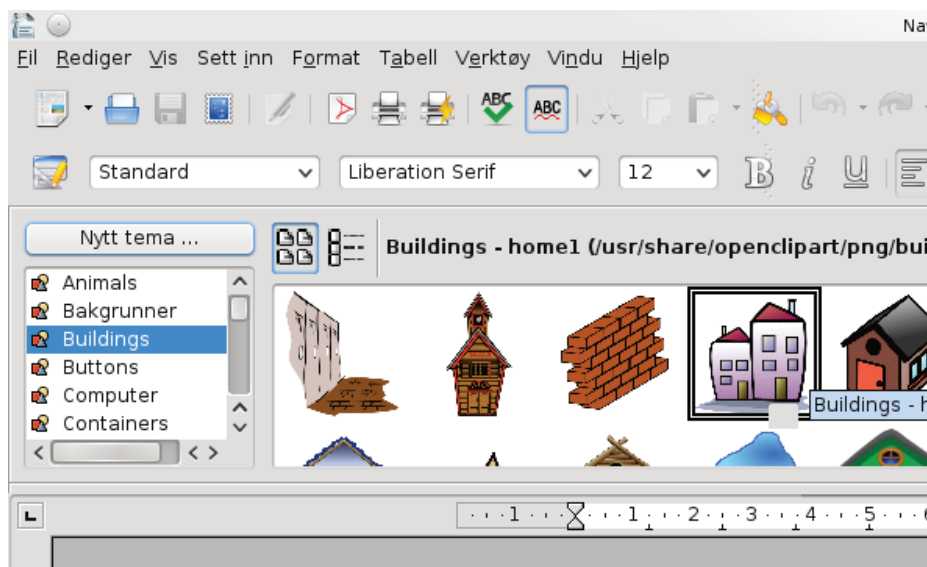 Na
Fil Rediger Vis Sett inn Format Tabell Verktøy Vindu Hjelp
ABC ABC
Standard Liberation Serif 12 B i U
Nytt tema ... Buildings - home1 (/usr/share/openclipart/png/bui
Animals
Bakgrunner
Buildings
Buttons
Computer
Containers
Buildings - h
1 1 2 3 4 5 6